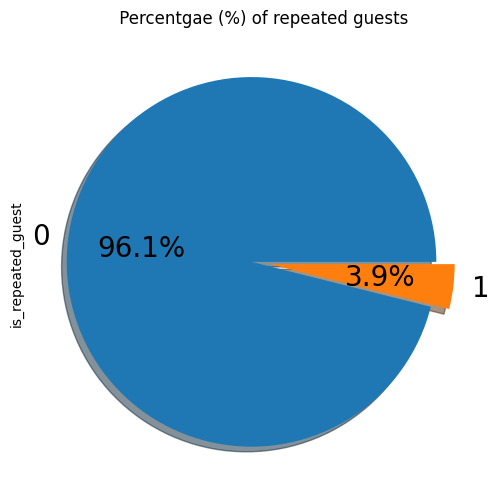 Percentgae (%) of repeated guests
is_repeated_guest
0
96.1%
3.9%
1